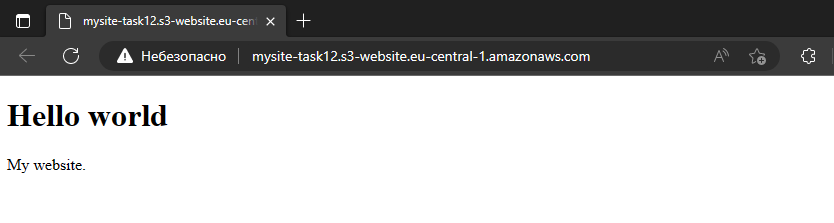 mysite-task12.s3-website.eu-cent
Небезопасно mysite-task12.s3-website.eu-central-1.amazonaws.com
Hello world
My website.